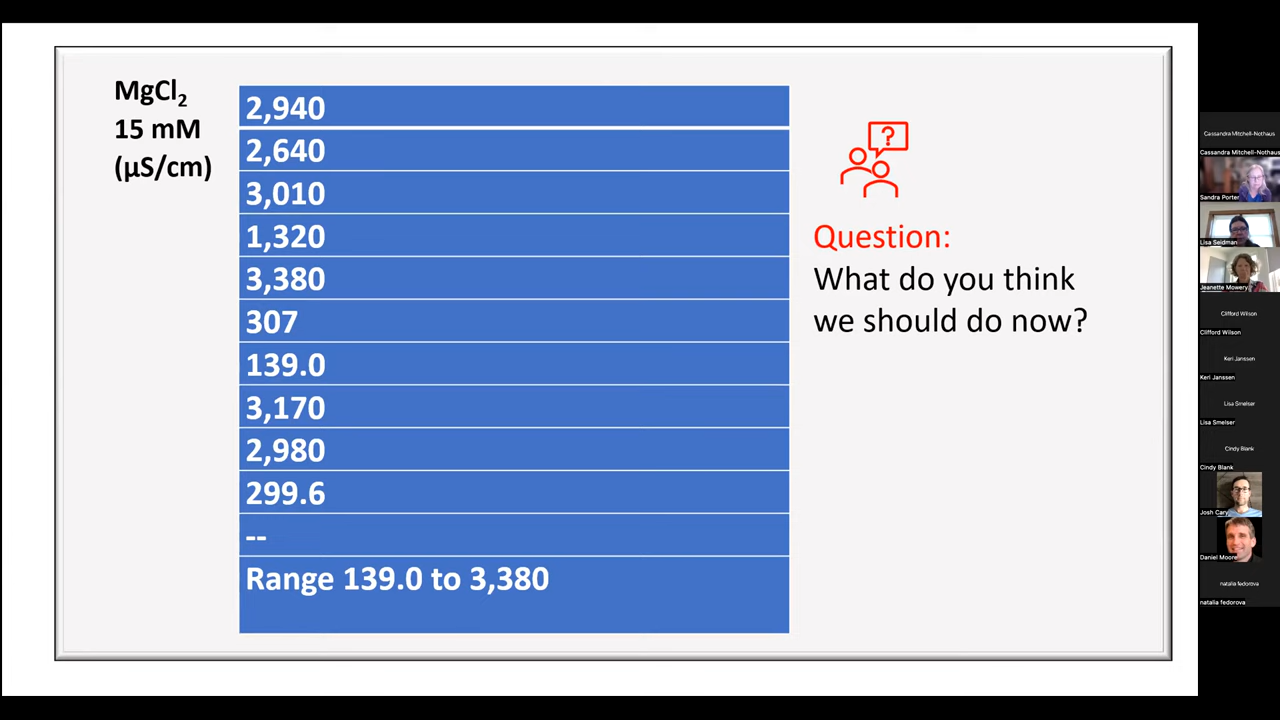 MgCl2
15 mM
(µS/cm)
2,940
2,640
3,010
1,320
3,380
307
139.0
3,170
2,980
299.6
--
Range 139.0 to 3,380
?
Question:
What do you think
we should do now?
Cassandra Mitchell-Nothaus
Cassandra Mitchell-Nothaus
Sandra Porter
Lisa Seidman
Jeanette Mowery
Clifford Wilson
Clifford Wilson
Keri Janssen
Keri Janssen
Lisa Smelser
Lisa Smelser
Cindy Blank
Cindy Blank
Josh Cary
Daniel Moore
natalia fedorova
natalia fedorova